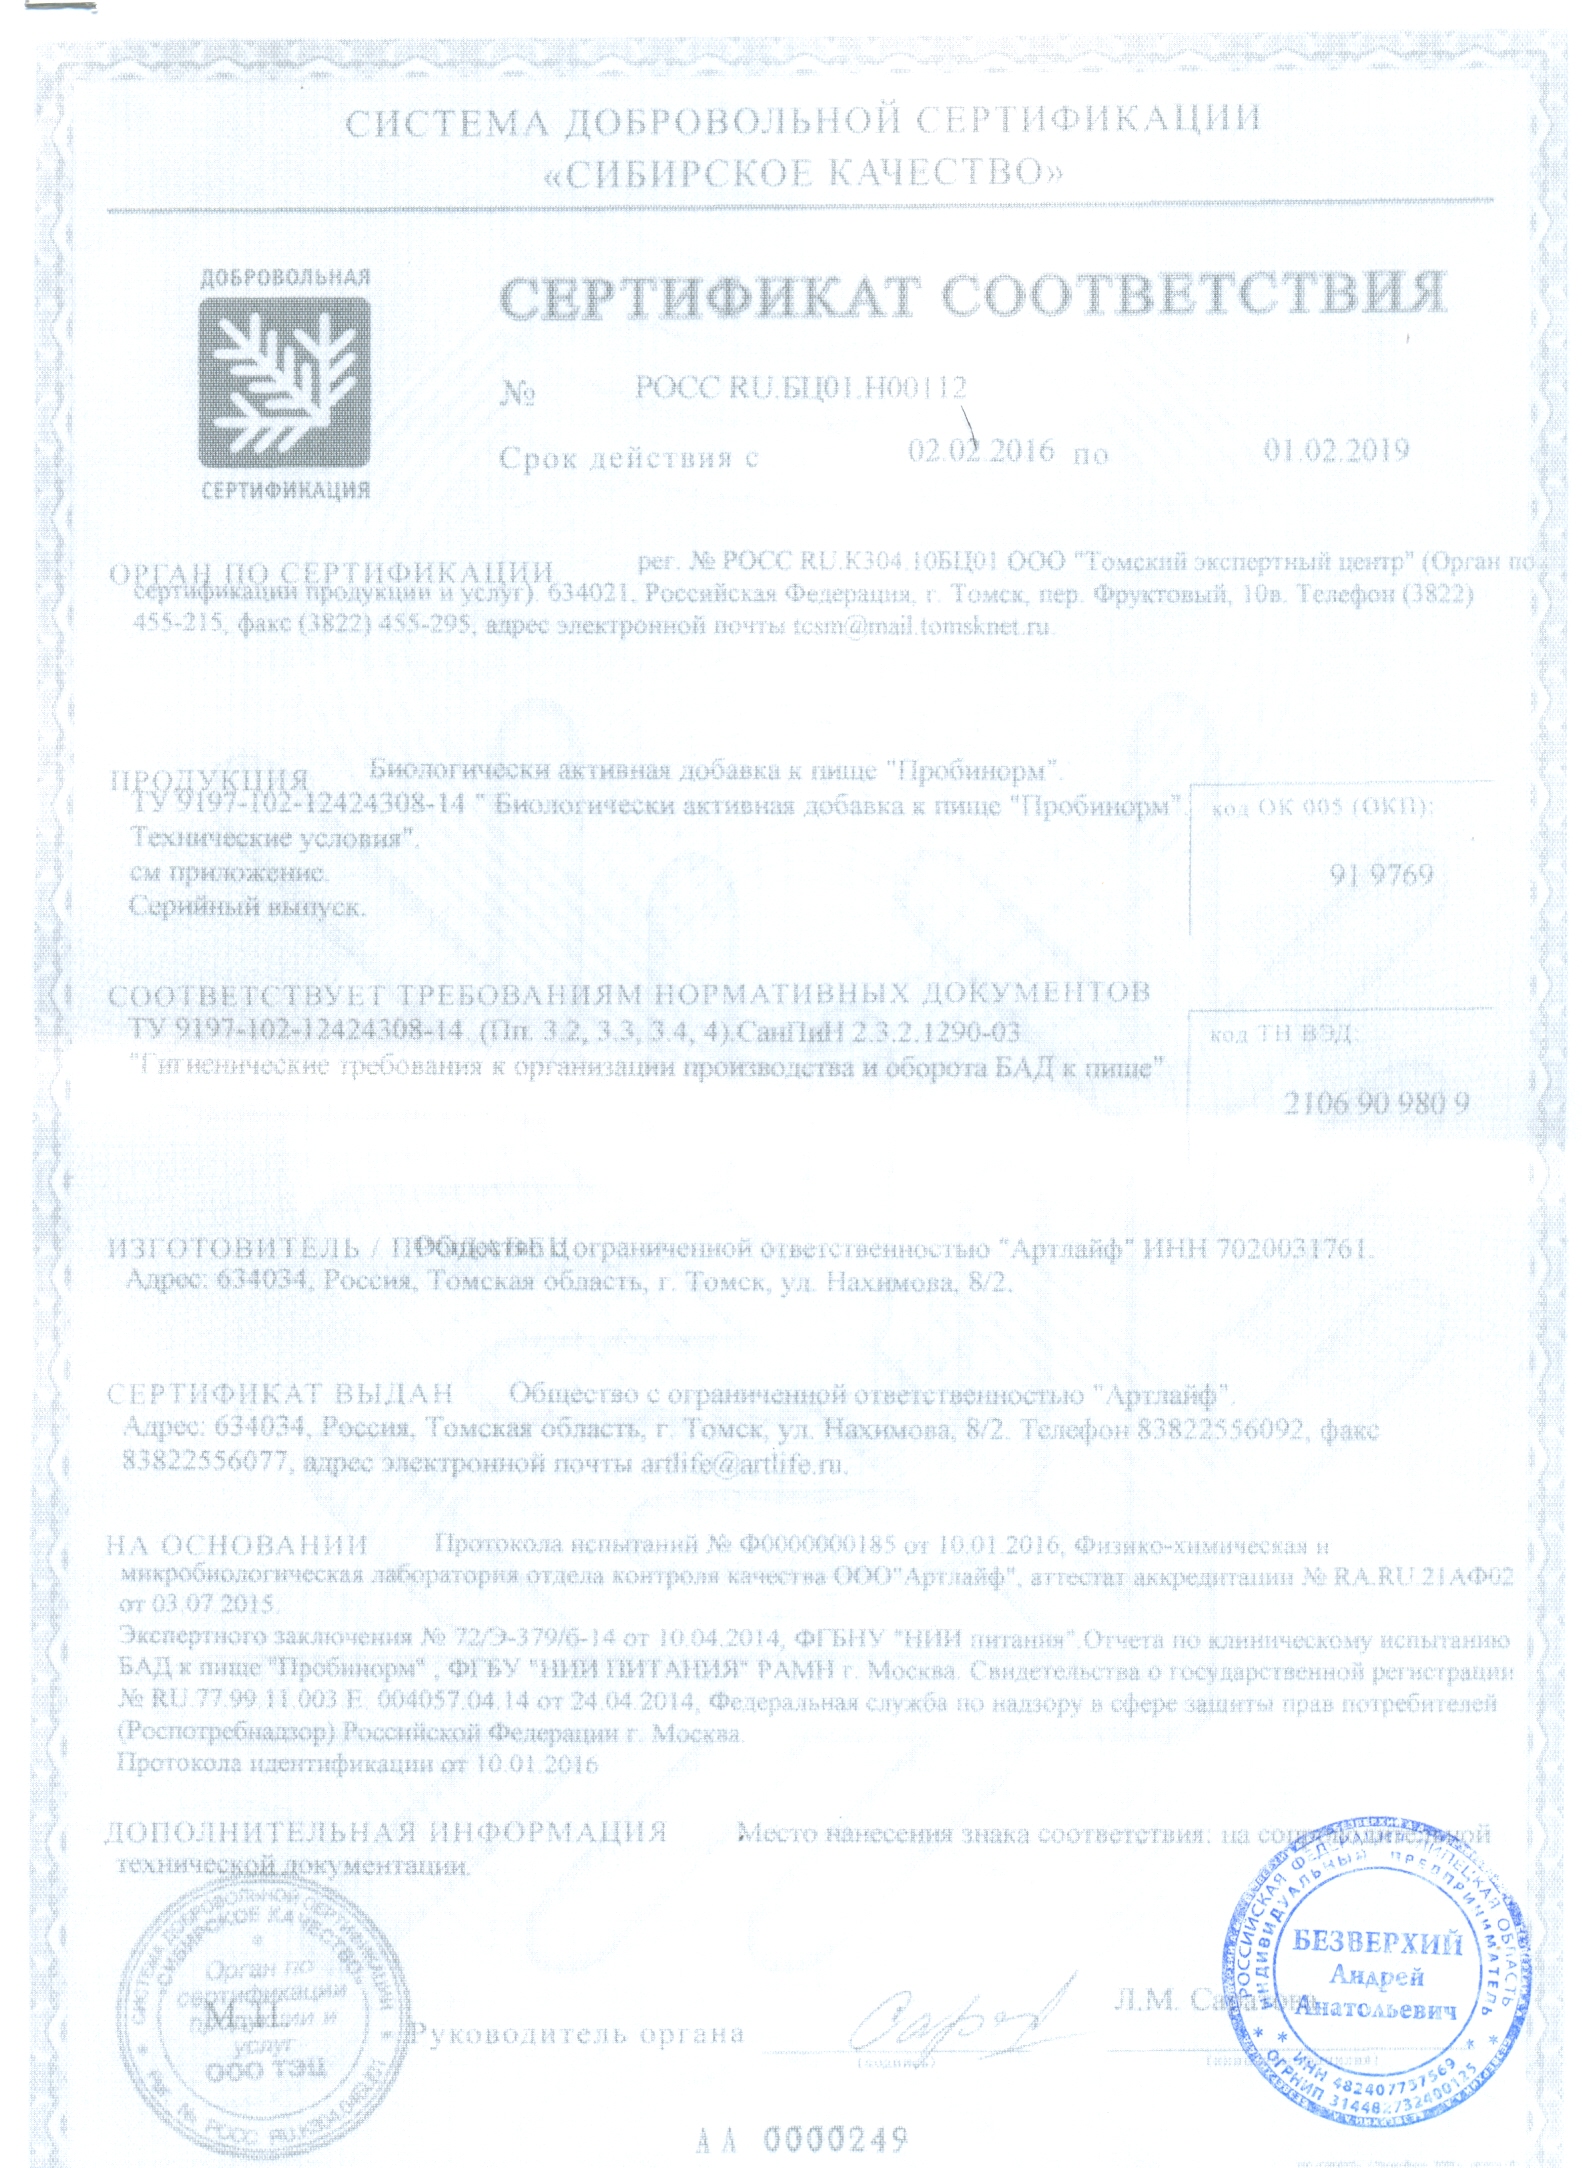 СИСТЕМА ДОБРОВОЛЬНОЙ СЕРТИФИКАЦИИ
«СИБИРСКОЕ КАЧЕСТВО»
ДОБРОВОЛЬНАЯ
СЕРТИФИКАЦИЯ
СЕРТИФИКАТ СООТВЕТСТВИЯ
№ РОСС RU.БЦ01.Н00112
Срок действия с 02.02.2016 по 01.02.2019
ОРГАН ПО СЕРТИФИКАЦИИ рег. № РОСС RU.К304.10БЦ01 ООО "Томский экспертный центр" (Орган по
сертификации продукции и услуг). 634021, Российская Федерация, г. Томск, пер. Фруктовый, 10в. Телефон (3822)
455-215, факс (3822) 455-295, адрес электронной почты tcsm@mail.tomsknet.ru.
ПРОДУКЦИЯ Биологически активная добавка к пище "Пробинорм".
ТУ 9197-102-12424308-14 " Биологически активная добавка к пище "Пробинорм".
Технические условия".
см приложение.
Серийный выпуск.
код ОК 005 (ОКП):
91 9769
СООТВЕТСТВУЕТ ТРЕБОВАНИЯМ НОРМАТИВНЫХ ДОКУМЕНТОВ
ТУ 9197-102-12424308-14. (Пп. 3.2, 3.3, 3.4, 4).СанПиН 2.3.2.1290-03
"Гигиенические требования к организации производства и оборота БАД к пище"
код ТН ВЭД:
2106 90 980 9
ИЗГОТОВИТЕЛЬ / ПРОДАВЕЦ Общество с ограниченной ответственностью "Артлайф" ИНН 7020031761.
Адрес: 634034, Россия, Томская область, г. Томск, ул. Нахимова, 8/2.
СЕРТИФИКАТ ВЫДАН Общество с ограниченной ответственностью "Артлайф".
Адрес: 634034, Россия, Томская область, г. Томск, ул. Нахимова, 8/2. Телефон 83822556092, факс
83822556077, адрес электронной почты artlife@artlife.ru.
НА ОСНОВАНИИ Протокола испытаний № Ф0000000185 от 10.01.2016, Физико-химическая и
микробиологическая лаборатория отдела контроля качества ООО"Артлайф", аттестат аккредитации № RA.RU.21АФ02
от 03.07.2015.
Экспертного заключения № 72/Э-379/б-14 от 10.04.2014, ФГБНУ "НИИ питания".Отчета по клиническому испытанию
БАД к пище "Пробинорм" , ФГБУ "НИИ ПИТАНИЯ" РАМН г. Москва. Свидетельства о государственной регистрации
№ RU.77.99.11.003 Е. 004057.04.14 от 24.04.2014, Федеральная служба по надзору в сфере защиты прав потребителей
(Роспотребнадзор) Российской Федерации г. Москва.
Протокола идентификации от 10.01.2016
ДОПОЛНИТЕЛЬНАЯ ИНФОРМАЦИЯ Место нанесения знака соответствия: на сопроводительной
технической документации.
СИСТЕМА ДОБРОВОЛЬНОЙ СЕРТИФИКАЦИИ
«СИБИРСКОЕ КАЧЕСТВО»
Орган по
сертификации
продукции и
услуг
ООО ТЭЦ
М.П.
Руководитель органа
Л.М.
(подпись)
РОССИЙСКАЯ ФЕДЕРАЦИЯ ЛИПЕЦКАЯ ОБЛАСТЬ
ИНДИВИДУАЛЬНЫЙ ПРЕДПРИНИМАТЕЛЬ
БЕЗВЕРХИЙ
Андрей
Анатольевич
ИНН 482407757569
ОГРНИП 314482732400125
АА 0000249